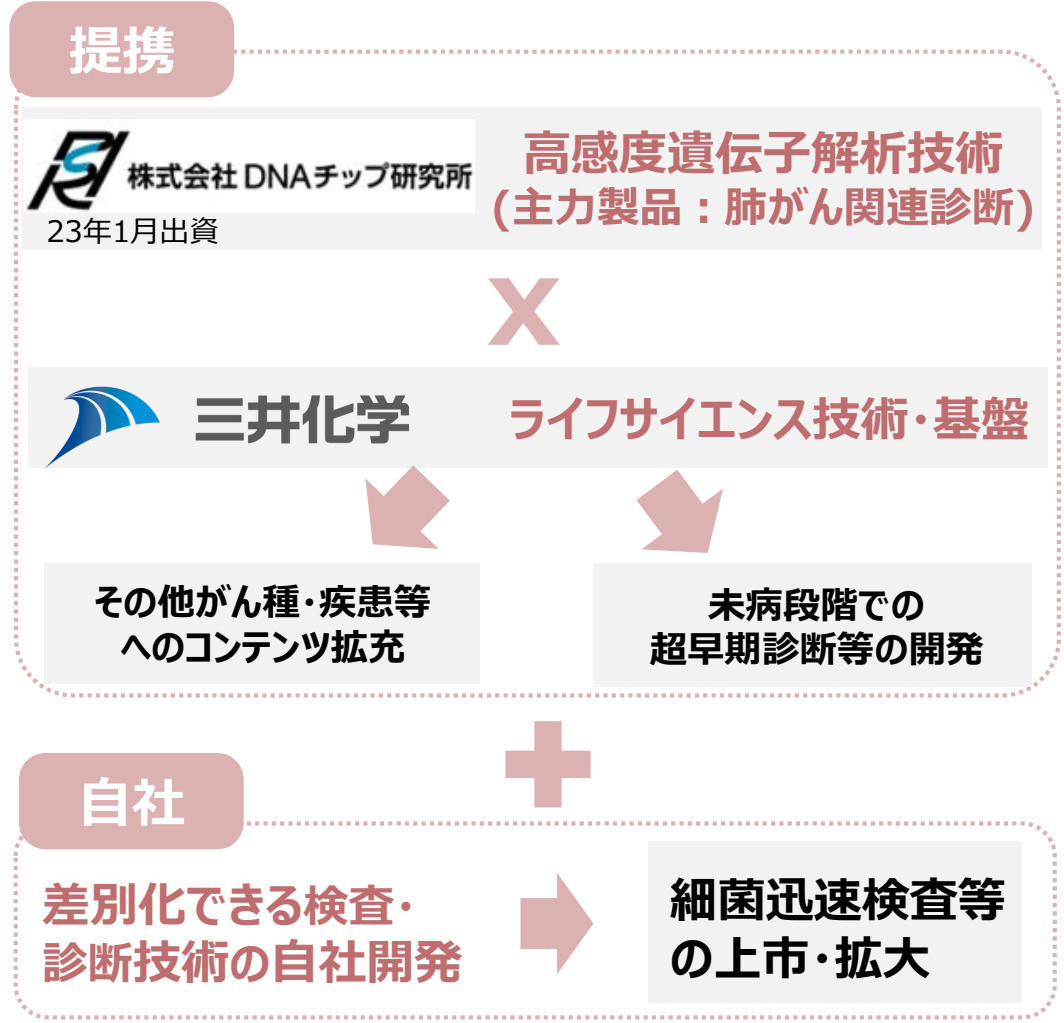 提携
株式会社 DNAチップ研究所
23年1月出資
高感度遺伝子解析技術
(主力製品：肺がん関連診断)
X
三井化学
ライフサイエンス技術・基盤
その他がん種・疾患等
へのコンテンツ拡充
未病段階での
超早期診断等の開発
+
自社
差別化できる検査・
診断技術の自社開発
細菌迅速検査等
の上市・拡大